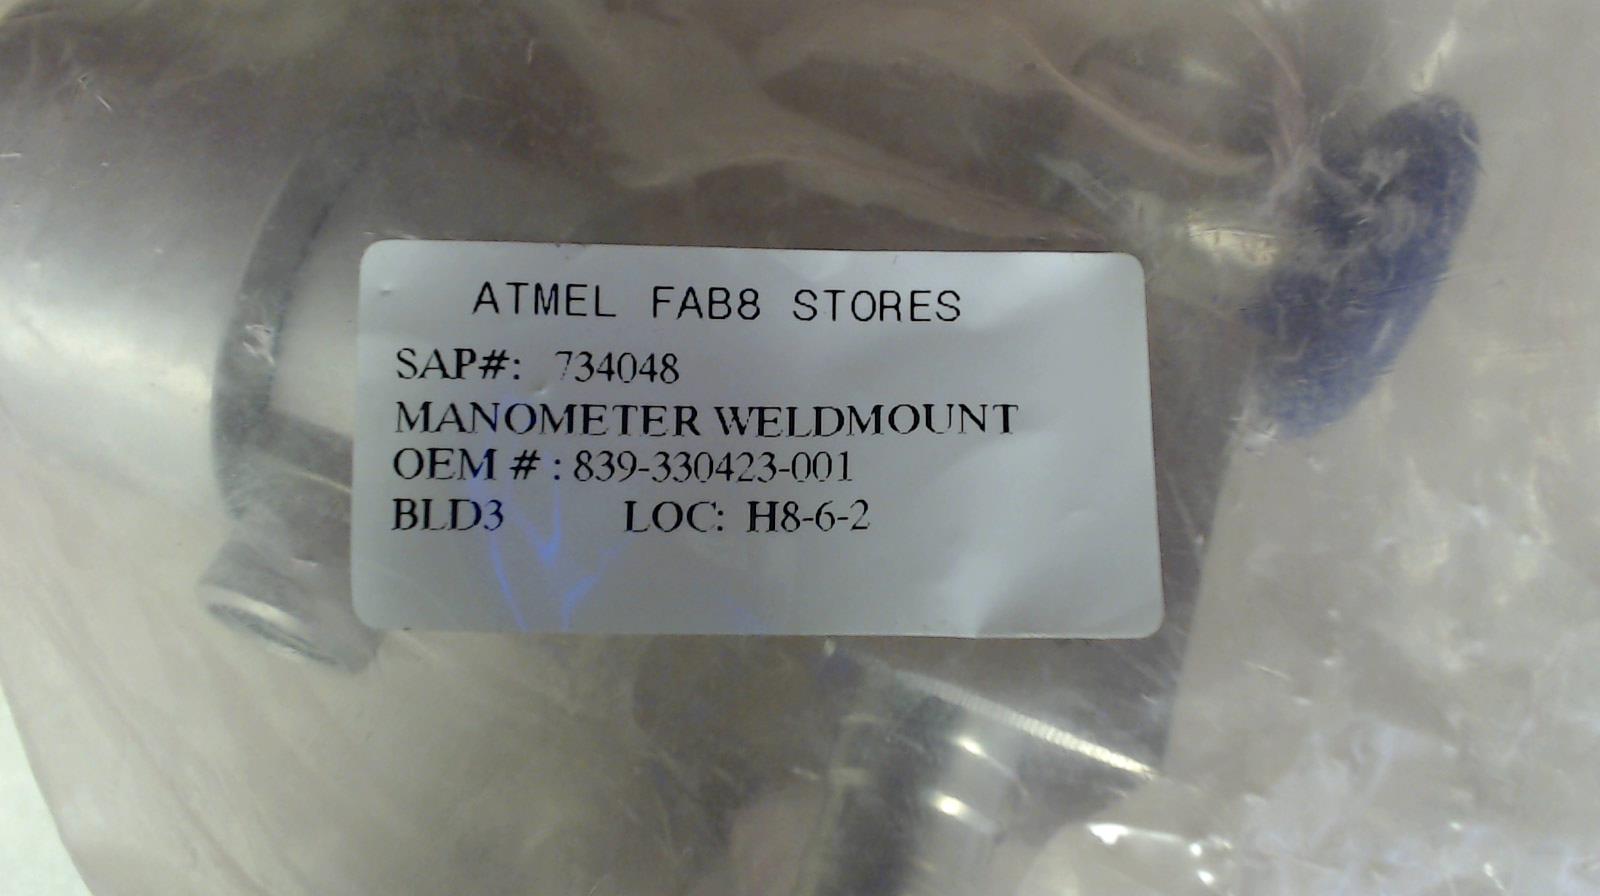 ATMEL FAB8 STORES
SAP#: 734048
MANOMETER WELDMOUNT
OEM # : 839-330423-001
BLD3 LOC: H8-6-2